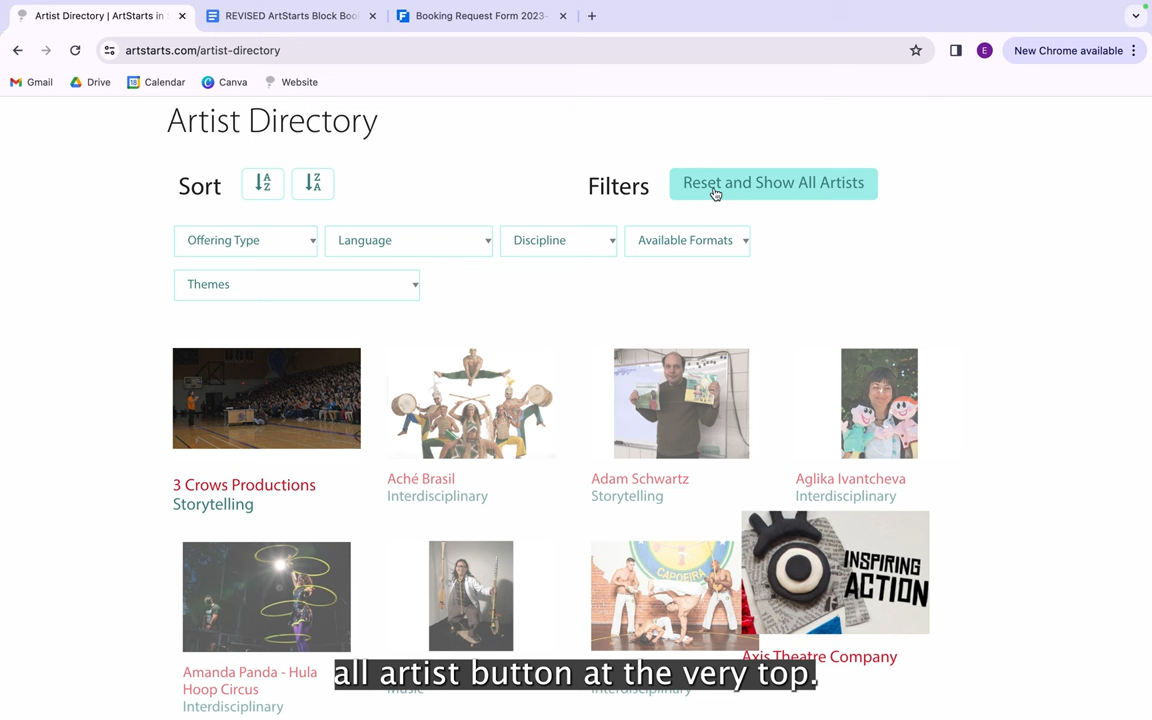 Artist Directory | ArtStarts in
REVISED ArtStarts Block Boo
Booking Request Form 2023-
artstarts.com/artist-directory
E
New Chrome available
Gmail
Drive
Calendar
Canva
Website
Artist Directory
Sort
A
Z
Z
A
Filters
Reset and Show All Artists
Offering Type
Language
Discipline
Available Formats
Themes
3 Crows Productions
Storytelling
Aché Brasil
Interdisciplinary
Adam Schwartz
Storytelling
Aglika Ivantcheva
Interdisciplinary
CAPOEIRA
INSPIRING
ACTION
Amanda Panda - Hula
Hoop Circus
Interdisciplinary
Music
Interdisciplinary
Axis Theatre Company
all artist button at the very top.